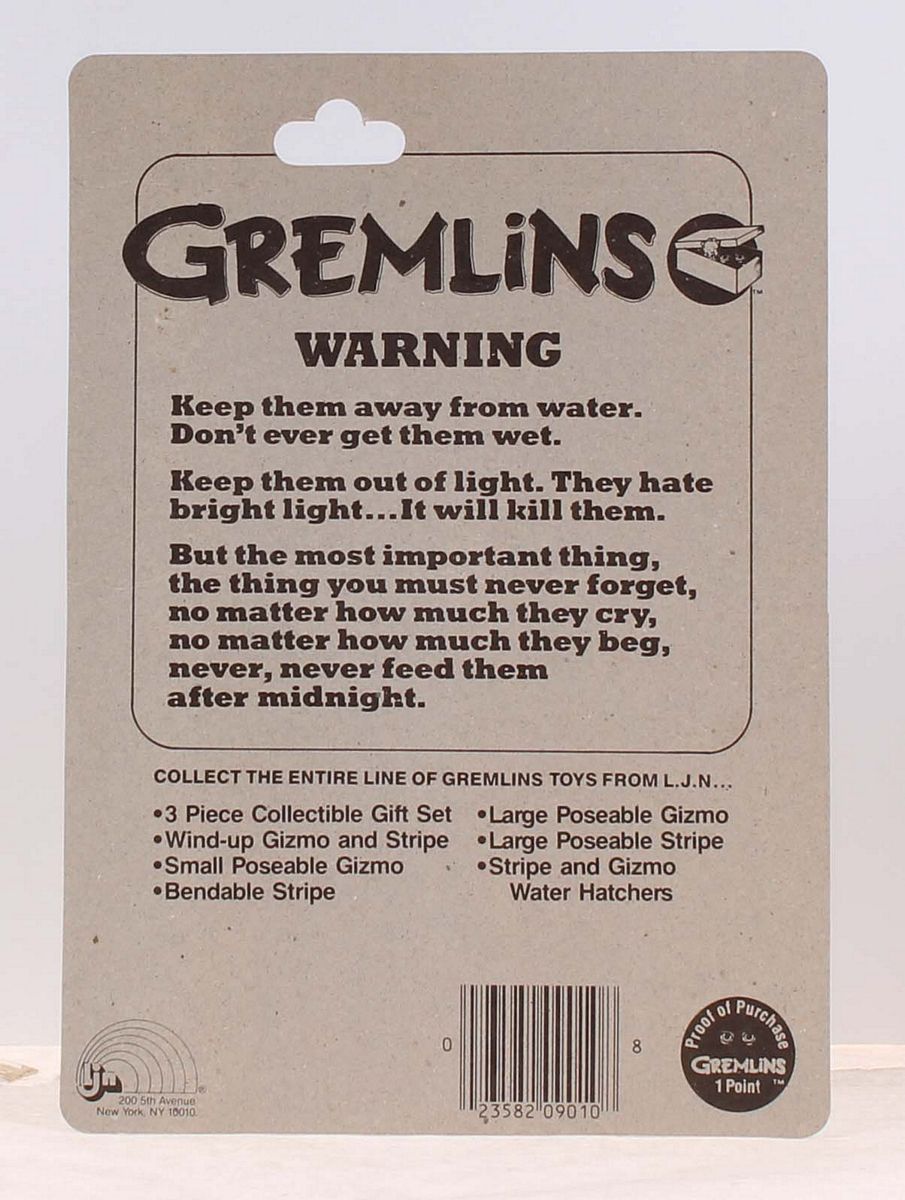 GREMLiNS
TM
WARNING
Keep them away from water.
Don't ever get them wet.
Keep them out of light. They hate
bright light...It will kill them.
But the most important thing,
the thing you must never forget,
no matter how much they cry,
no matter how much they beg,
never, never feed them
after midnight.
COLLECT THE ENTIRE LINE OF GREMLINS TOYS FROM L.J.N...
•3 Piece Collectible Gift Set
•Wind-up Gizmo and Stripe
•Small Poseable Gizmo
•Bendable Stripe
•Large Poseable Gizmo
•Large Poseable Stripe
•Stripe and Gizmo
Water Hatchers
ljn ®
200 5th Avenue
New York, NY 10010
0 23582 09010 8
Proof of Purchase
GREMLiNS
1 Point TM